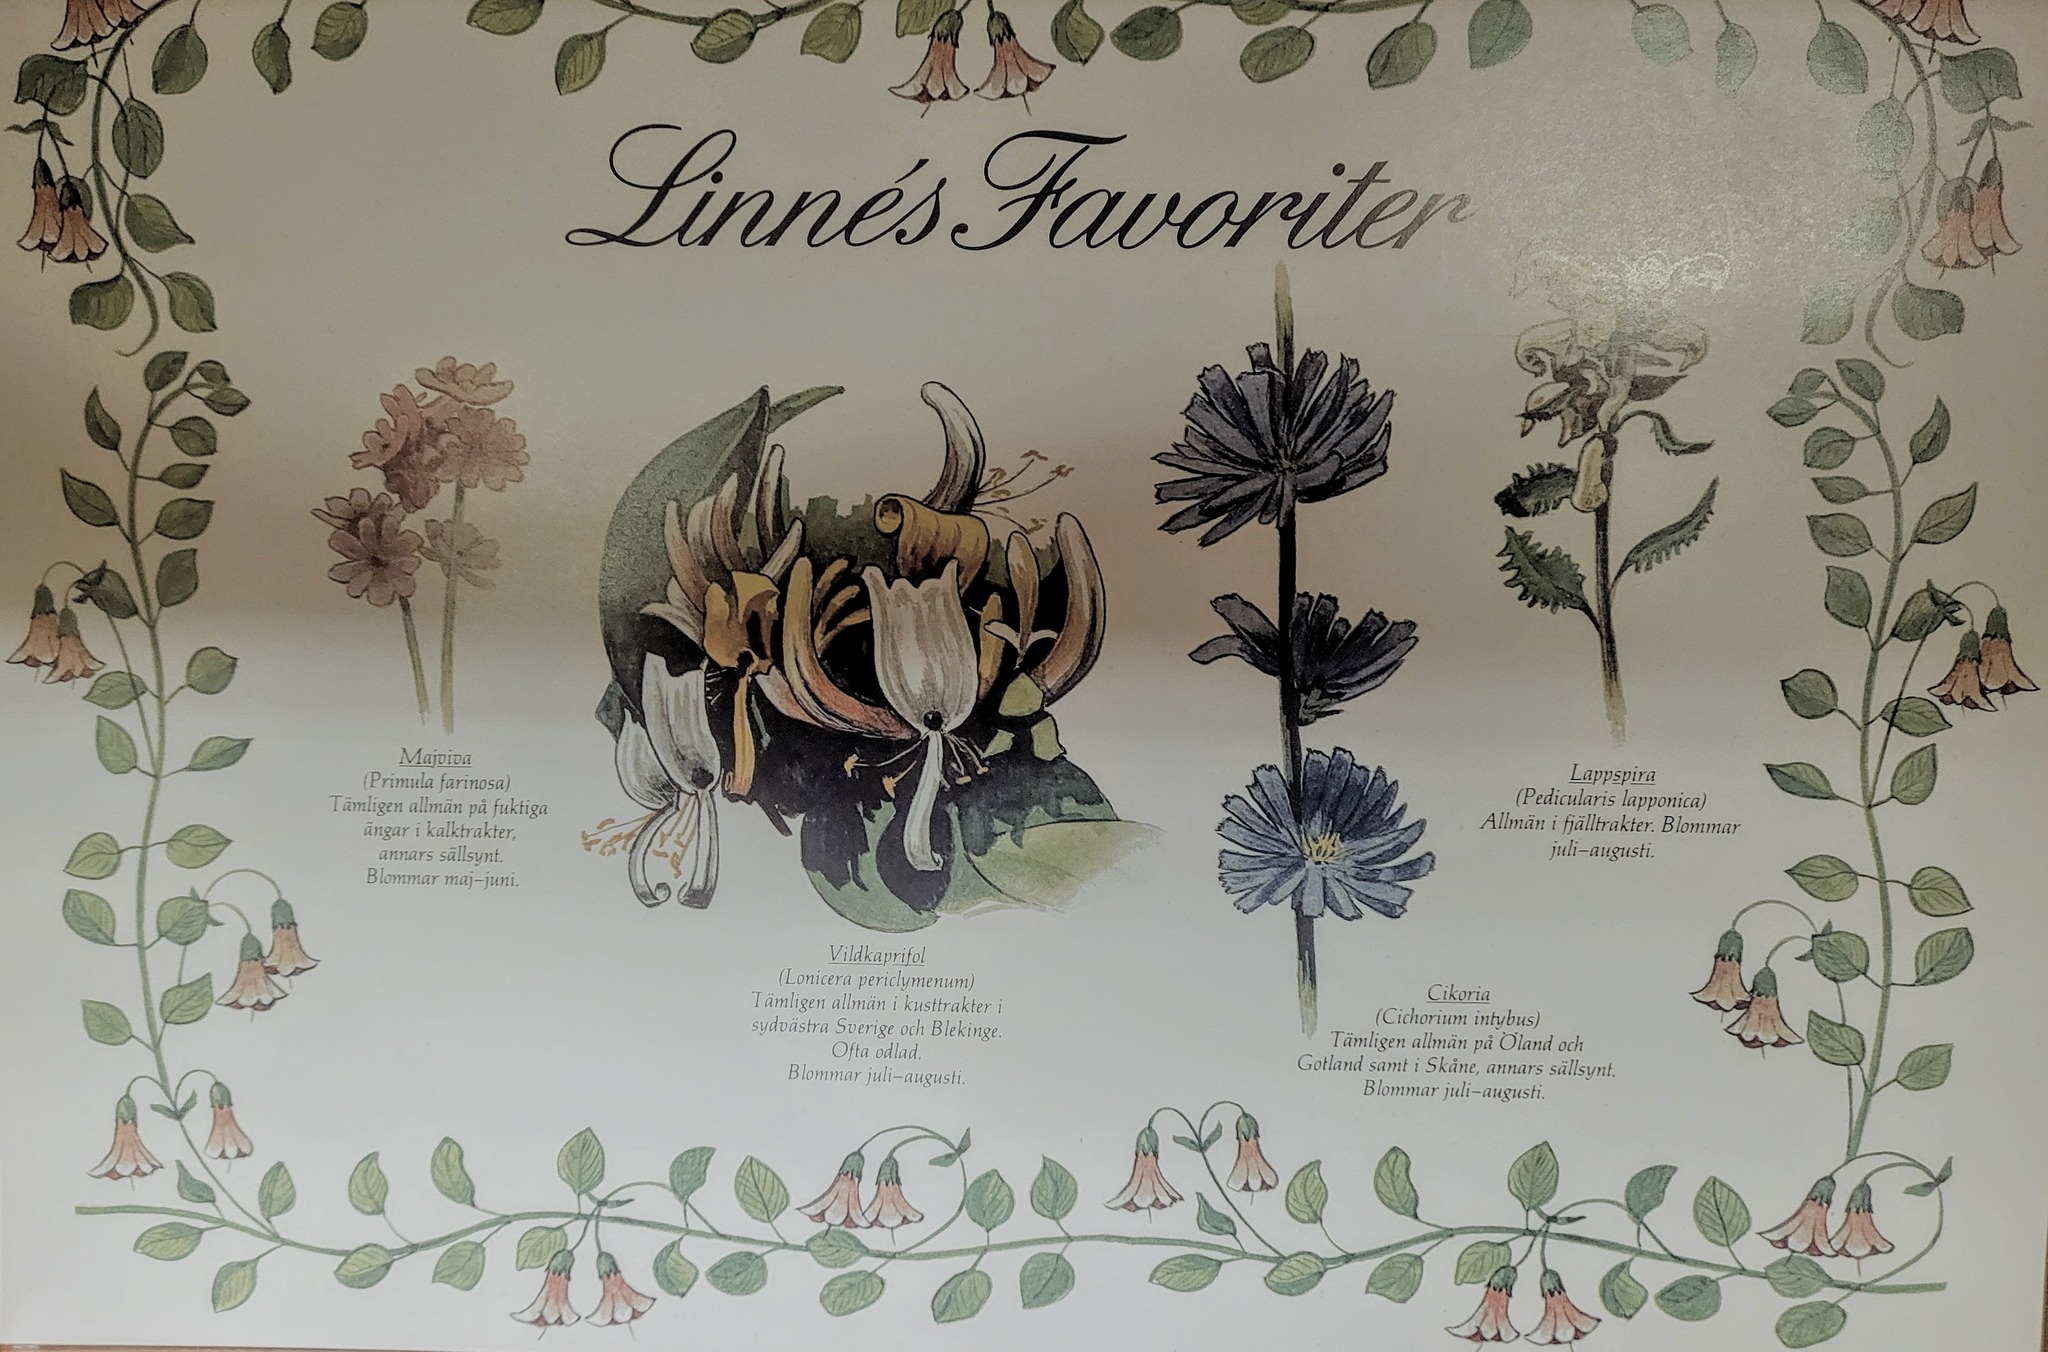 Linnés Favoriter
Majviva
(Primula farinosa)
Tämligen allmän på fuktiga
ängar i kalktrakter,
annars sällsynt.
Blommar maj–juni.
Vildkaprifol
(Lonicera periclymenum)
Tämligen allmän i kusttrakter i
sydvästra Sverige och Blekinge.
Ofta odlad.
Blommar juli–augusti.
Cikoria
(Cichorium intybus)
Tämligen allmän på Öland och
Gotland samt i Skåne, annars sällsynt.
Blommar juli–augusti.
Lappspira
(Pedicularis lapponica)
Allmän i fjälltrakter. Blommar
juli–augusti.